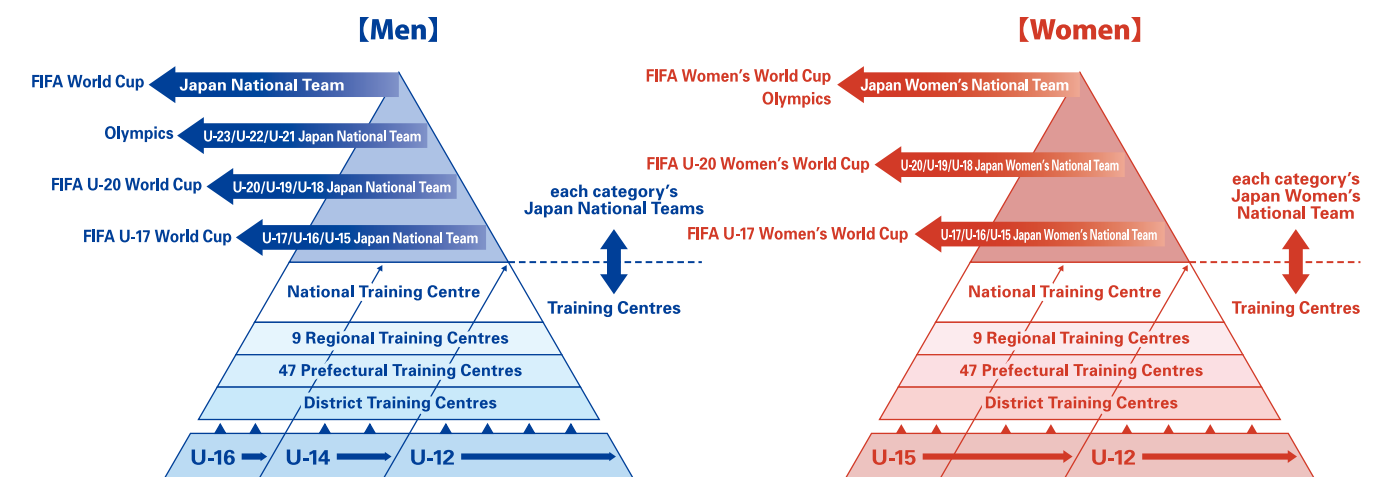 【Men】
FIFA World Cup
Japan National Team
Olympics
U-23/U-22/U-21 Japan National Team
FIFA U-20 World Cup
U-20/U-19/U-18 Japan National Team
FIFA U-17 World Cup
U-17/U-16/U-15 Japan National Team
each category's
Japan National Teams
Training Centres
National Training Centre
9 Regional Training Centres
47 Prefectural Training Centres
District Training Centres
U-16
U-14
U-12
【Women】
FIFA Women's World Cup
Olympics
Japan Women's National Team
FIFA U-20 Women's World Cup
U-20/U-19/U-18 Japan Women's National Team
FIFA U-17 Women's World Cup
U-17/U-16/U-15 Japan Women's National Team
each category's
Japan Women's
National Team
Training Centres
National Training Centre
9 Regional Training Centres
47 Prefectural Training Centres
District Training Centres
U-15
U-12